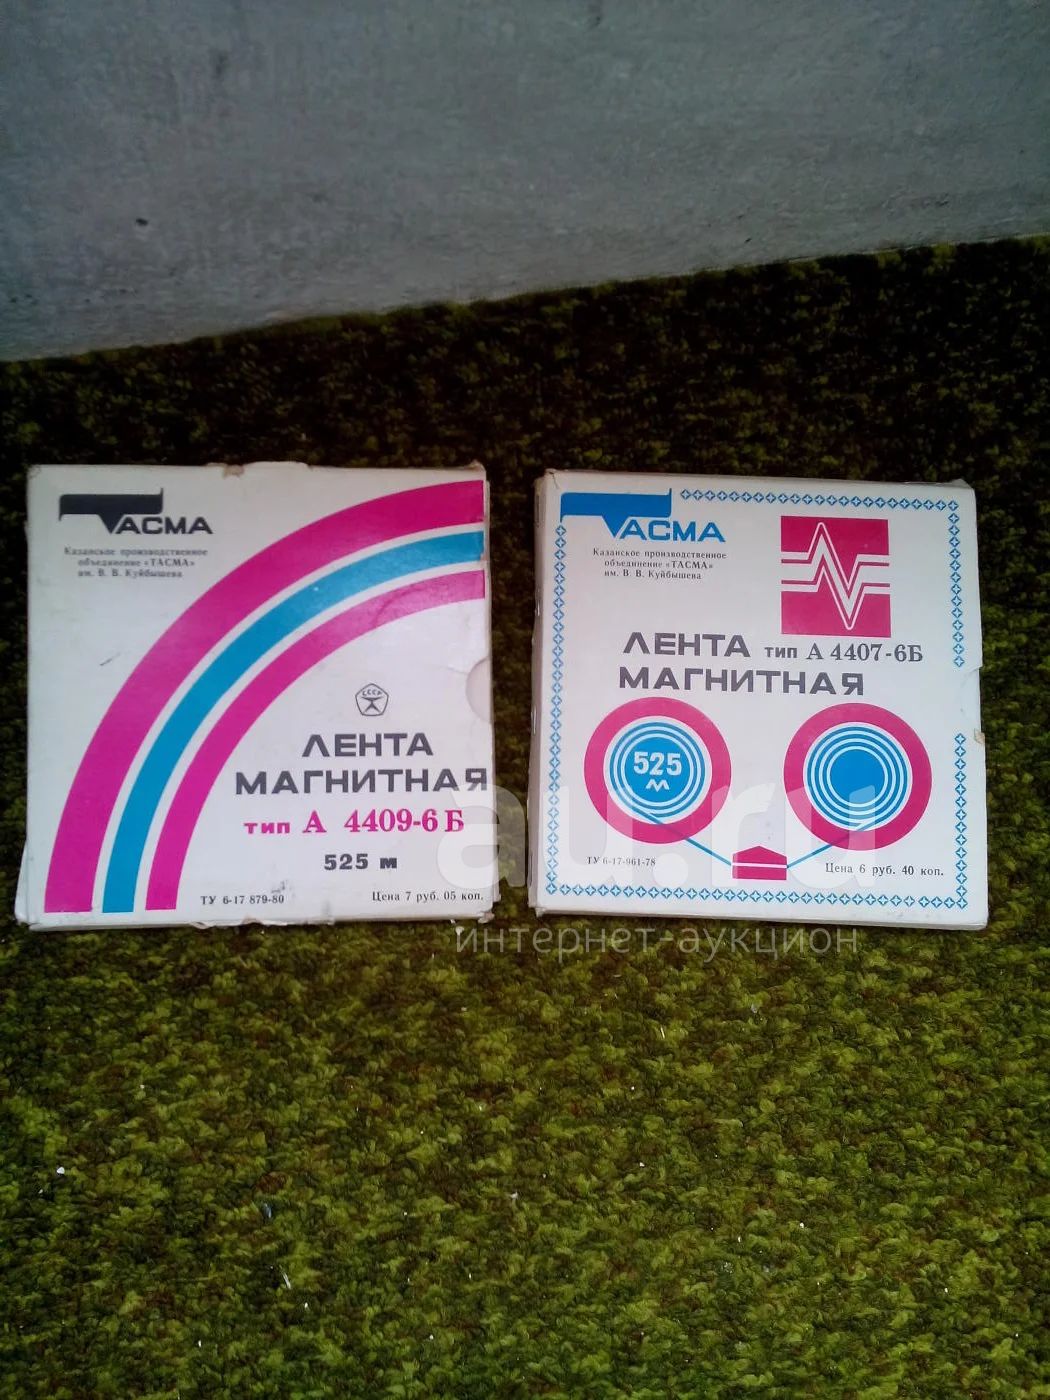 ТАСМА
Казанское производственное
объединение «ТАСМА»
им. В. В. Куйбышева
СССР
ЛЕНТА
МАГНИТНАЯ
тип А 4409-6Б
525 м
ТУ 6-17 879-80
Цена 7 руб. 05 коп.
ТАСМА
Казанское производственное
объединение «ТАСМА»
им. В. В. Куйбышева
ЛЕНТА тип А 4407-6Б
МАГНИТНАЯ
525
м
ТУ 6-17-961-78
Цена 6 руб. 40 коп.
au.ru
интернет-аукцион